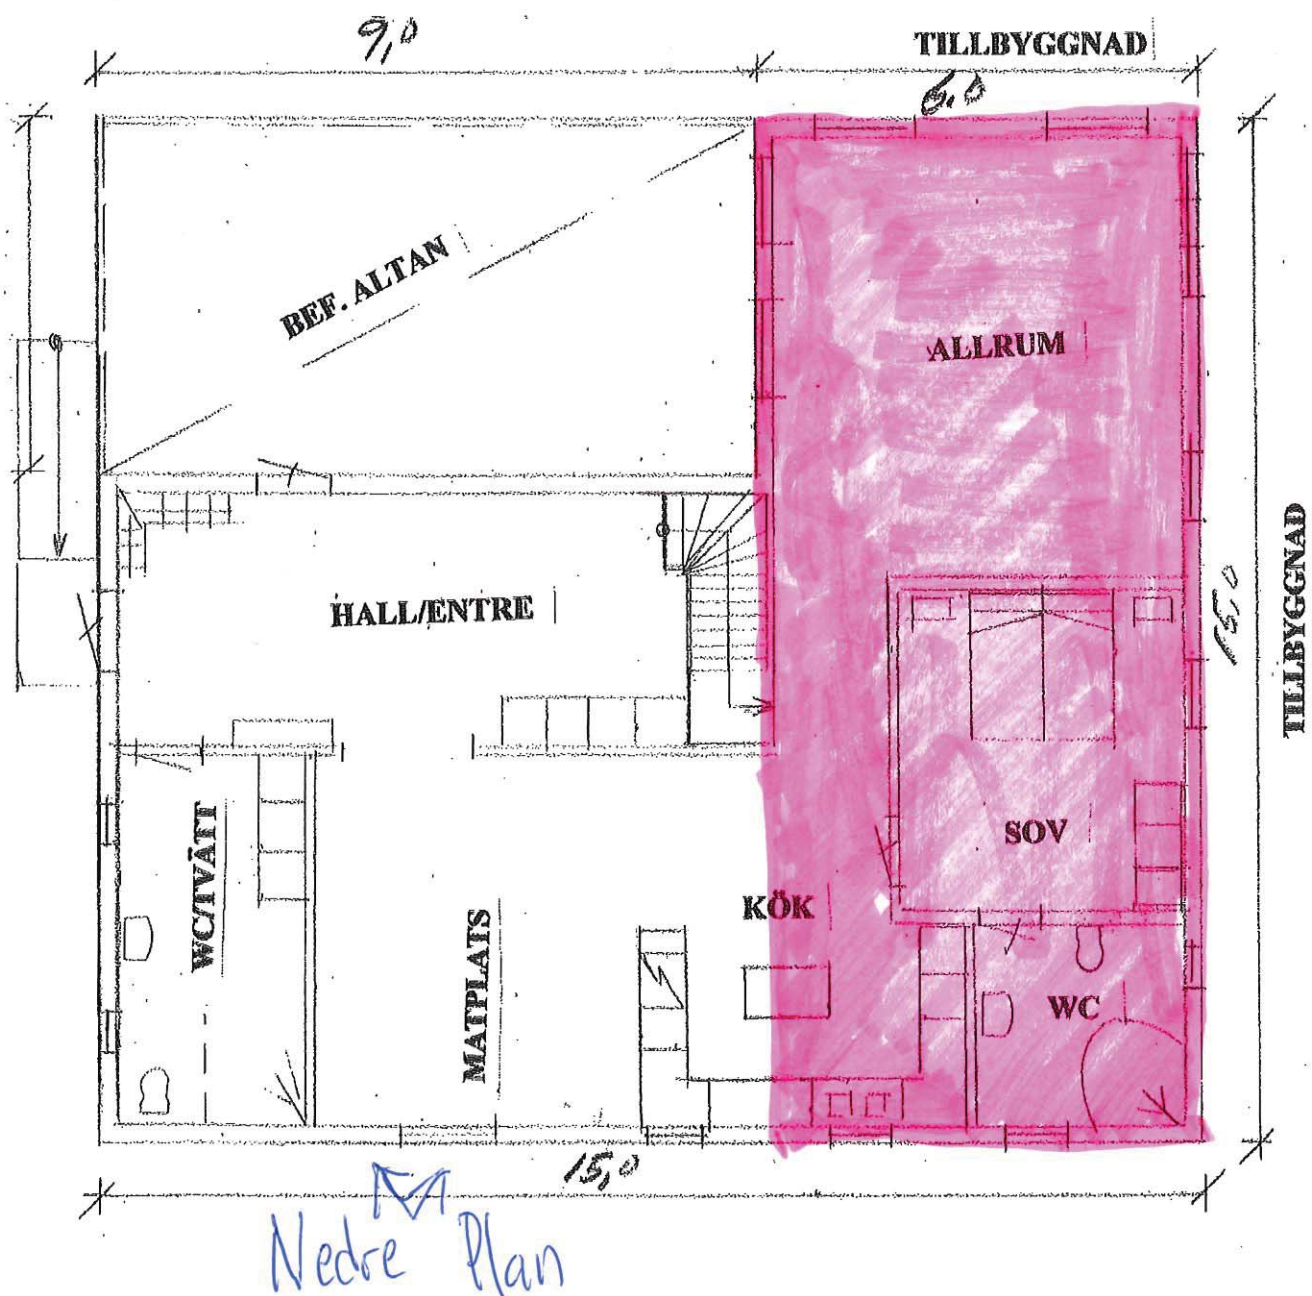 9,0
TILLBYGGNAD
6.0
BEF. ALTAN
ALLRUM
HALL/ENTRE
15,0
TILLBYGGNAD
SOV
WC/TVÄTT
KÖK
MATPLATS
WC
15,0
Nedre Plan